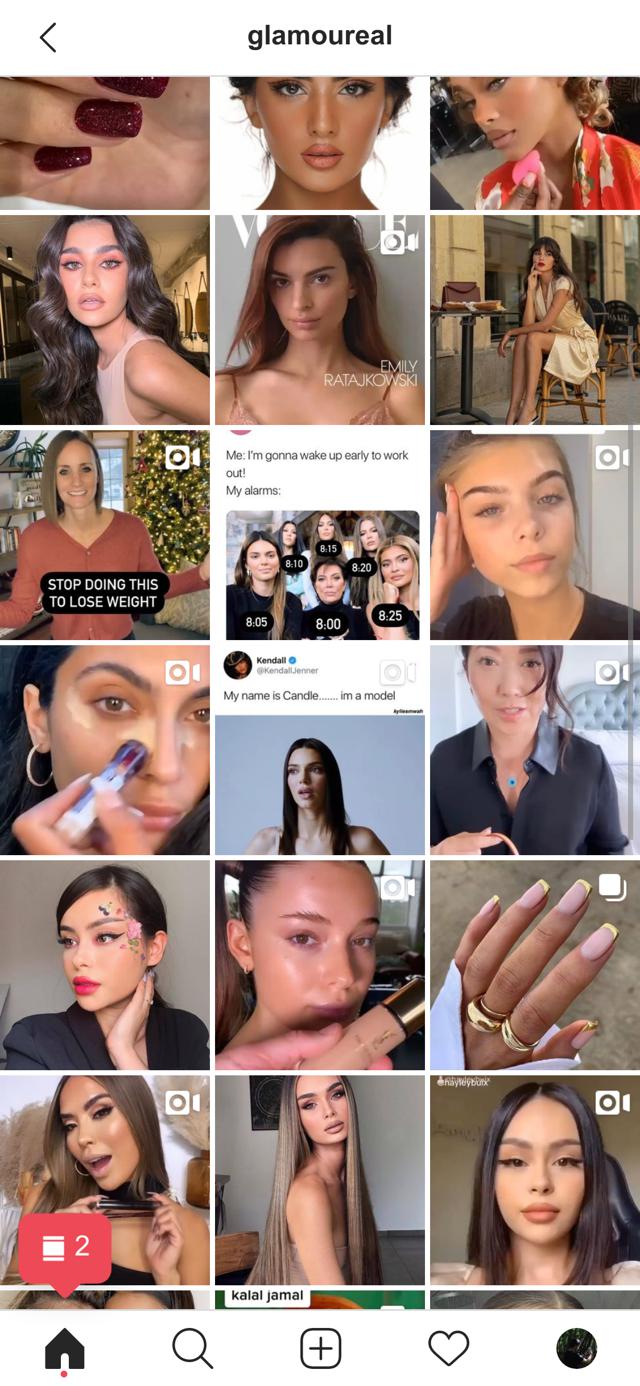 glamoureal
VOGUE
EMILY
RATAJKOWSKI
STOP DOING THIS
TO LOSE WEIGHT
Me: I'm gonna wake up early to work
out!
My alarms:
8:15
8:10
8:20
8:05
8:00
8:25
Kendall
@KendallJenner
My name is Candle....... im a model
kyliesmwah
@hayleybuix
2
kalal jamal